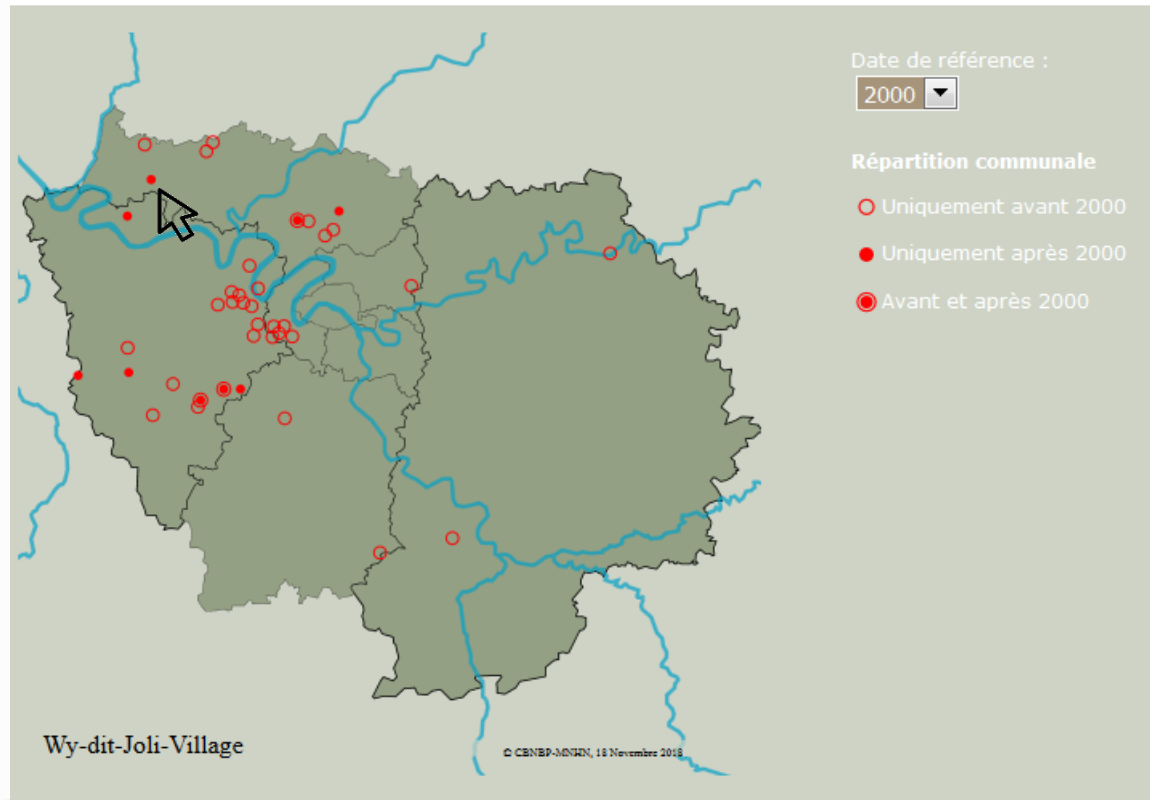 Date de référence :
2000
Répartition communale
Uniquement avant 2000
Uniquement après 2000
Avant et après 2000
Wy-dit-Joli-Village
© CBNBP-MNHN, 18 Novembre 2018